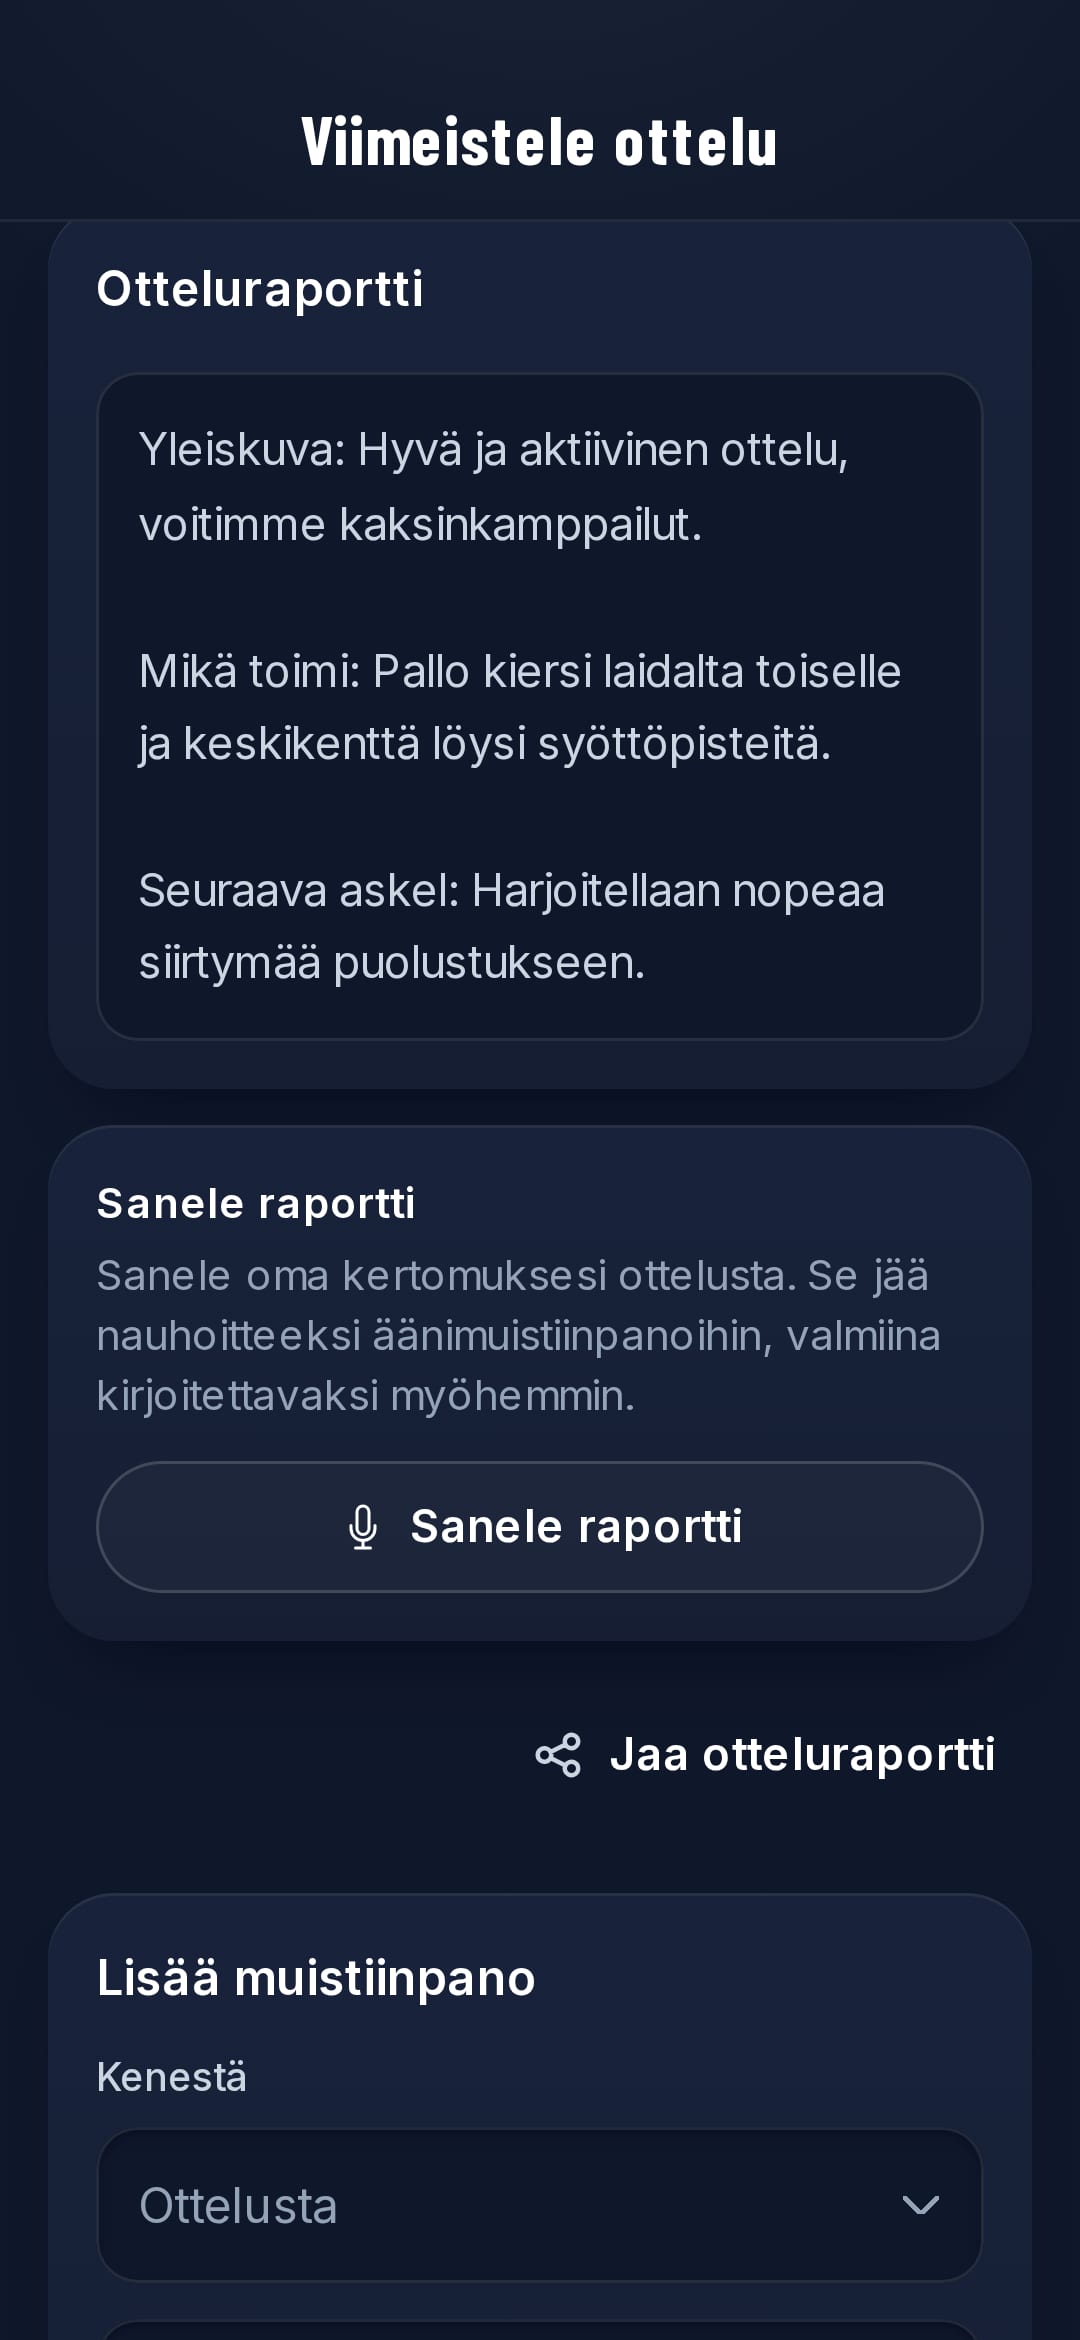 Viimeistele ottelu
Otteluraportti
Yleiskuva: Hyvä ja aktiivinen ottelu,
voitimme kaksinkamppailut.
Mikä toimi: Pallo kiersi laidalta toiselle
ja keskikenttä löysi syöttöpisteitä.
Seuraava askel: Harjoitellaan nopeaa
siirtymää puolustukseen.
Sanele raportti
Sanele oma kertomuksesi ottelusta. Se jää
nauhoitteeksi äänimuistiinpanoihin, valmiina
kirjoitettavaksi myöhemmin.
Sanele raportti
Jaa otteluraportti
Lisää muistiinpano
Kenestä
Ottelusta